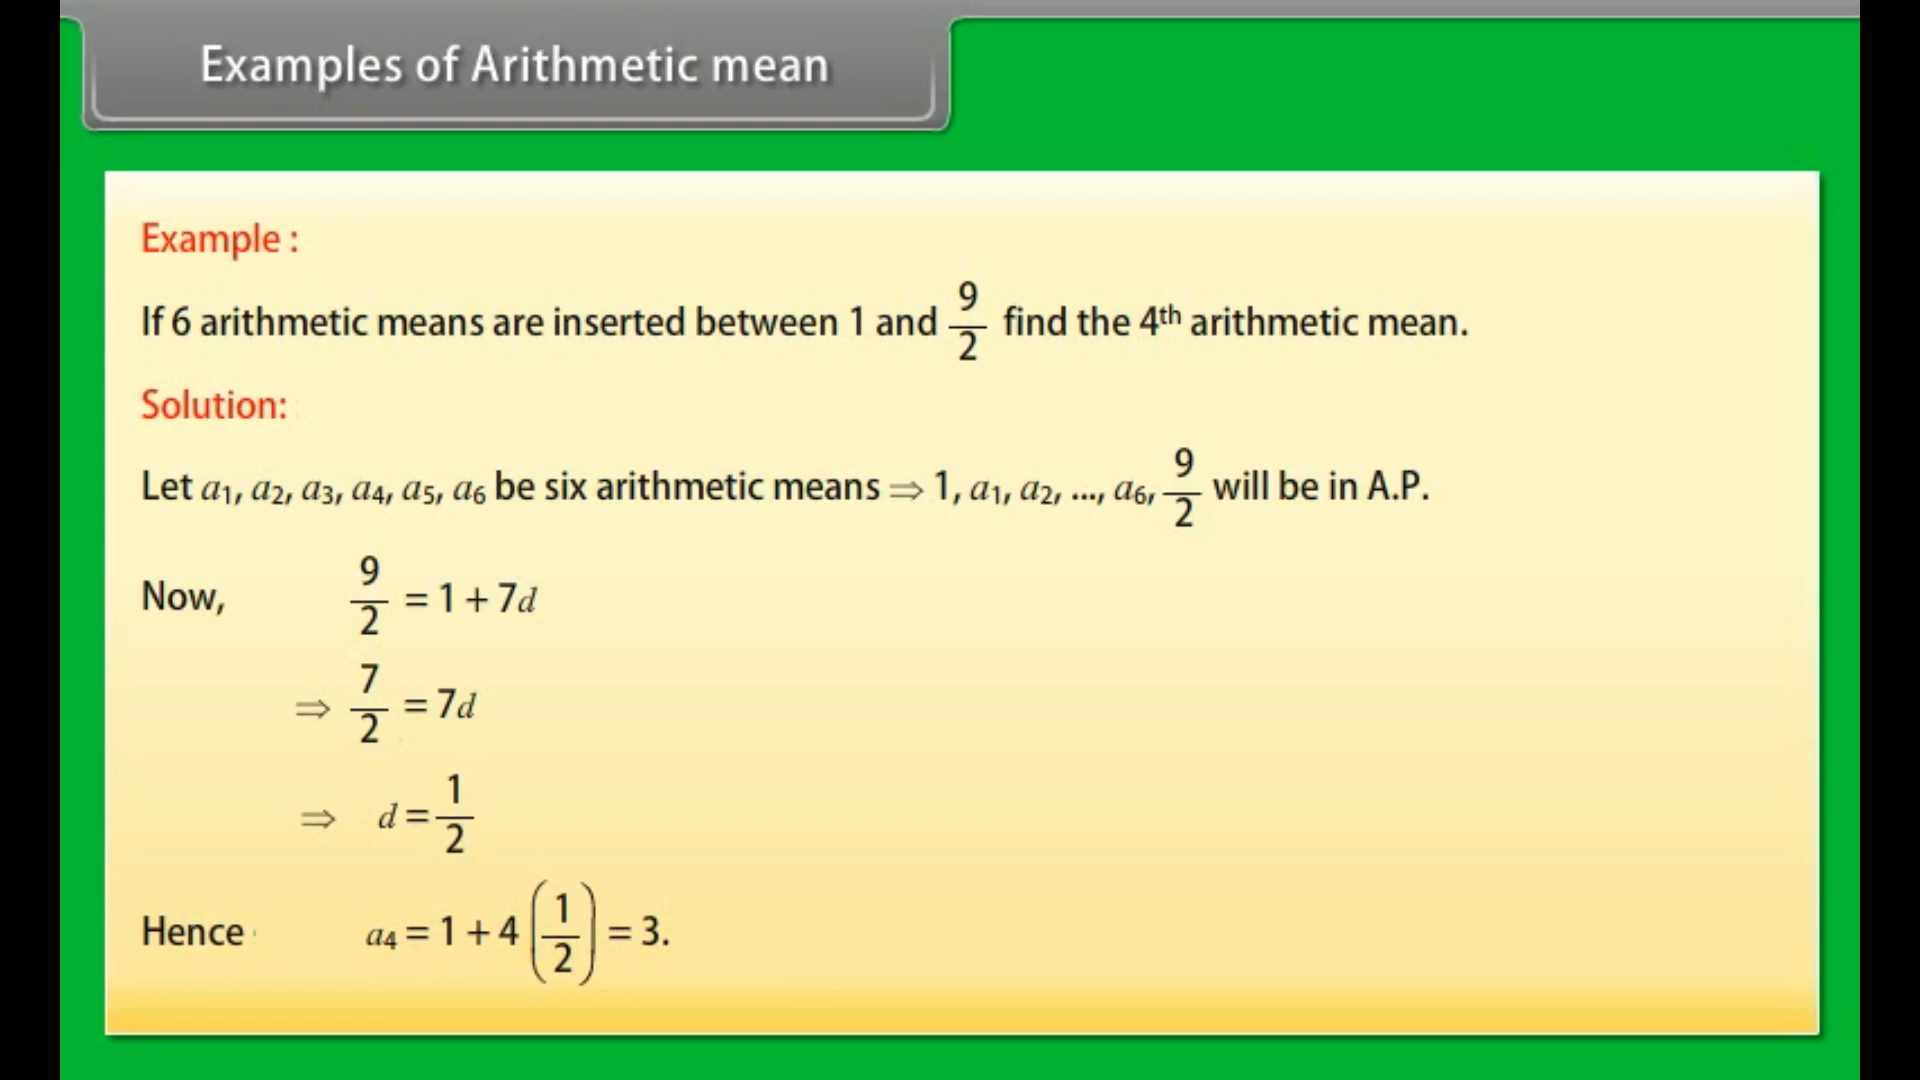 Examples of Arithmetic mean
Example :
If 6 arithmetic means are inserted between 1 and 9/2 find the 4th arithmetic mean.
Solution:
Let a₁, a₂, a₃, a₄, a₅, a₆ be six arithmetic means ⇒ 1, a₁, a₂, ..., a₆, 9/2 will be in A.P.
Now, 9/2 = 1 + 7d
⇒ 7/2 = 7d
⇒ d = 1/2
Hence a₄ = 1 + 4 (1/2) = 3.